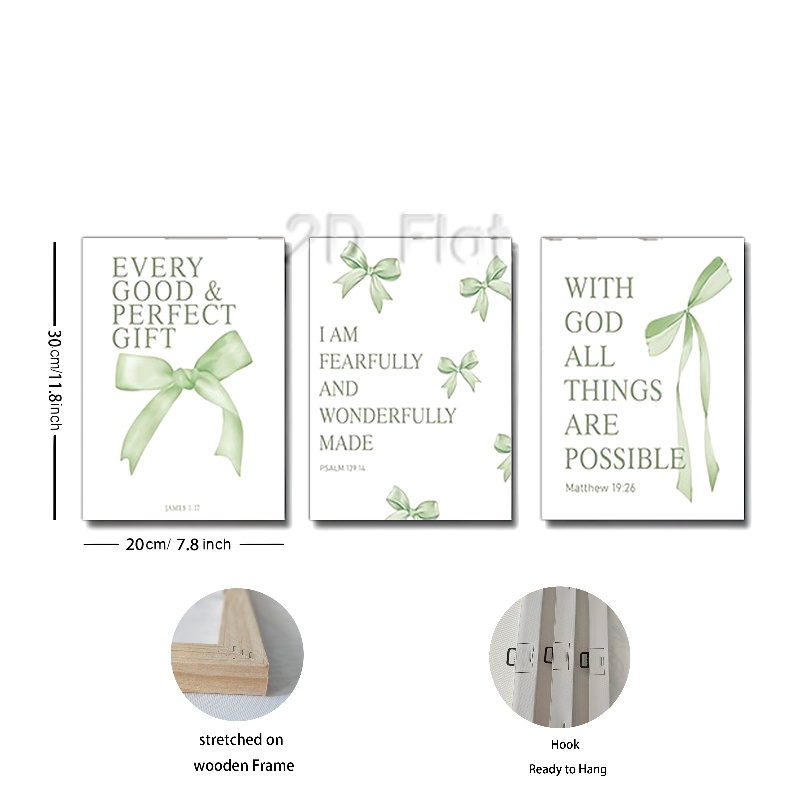 2D Flat
EVERY
GOOD &
PERFECT
GIFT
JAMES 1:17
I AM
FEARFULLY
AND
WONDERFULLY
MADE
PSALM 139:14
WITH
GOD
ALL
THINGS
ARE
POSSIBLE
Matthew 19:26
30cm/11.8inch
20cm/ 7.8 inch
stretched on
wooden Frame
Hook
Ready to Hang